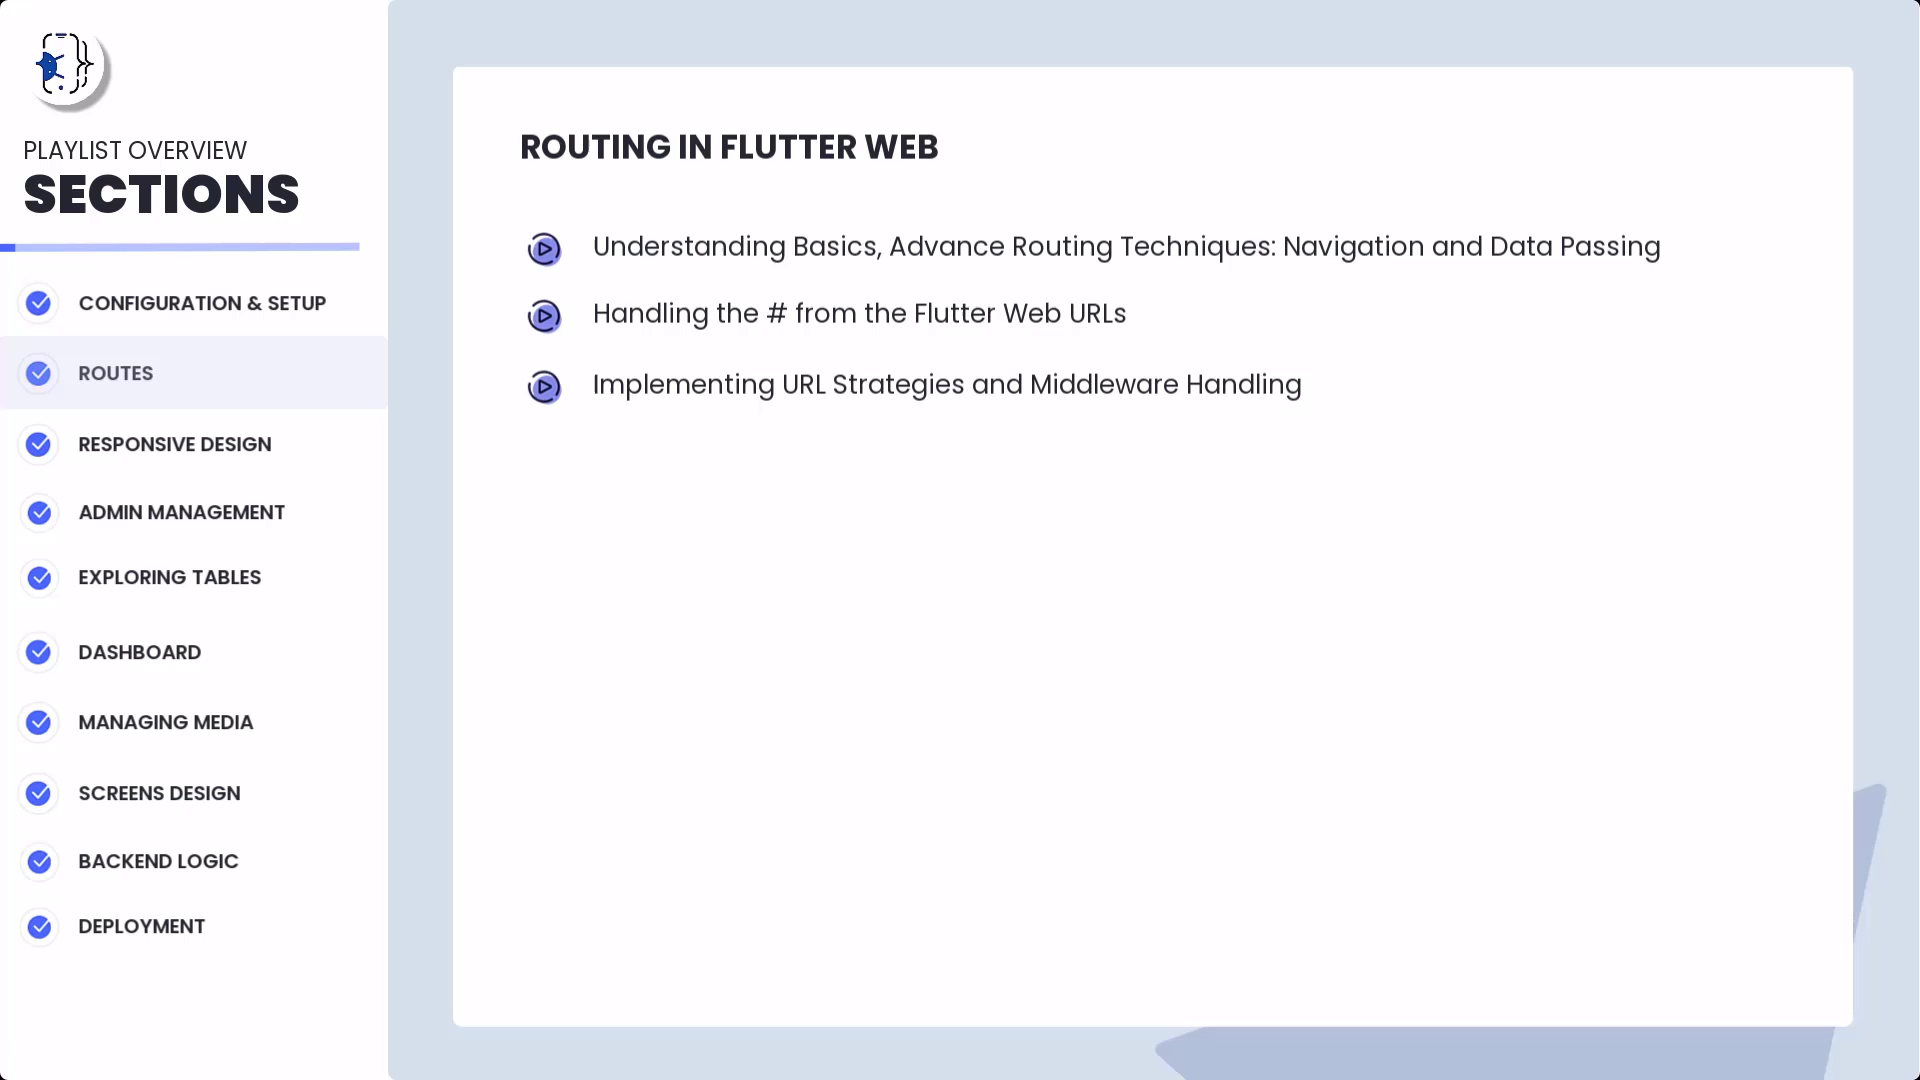 PLAYLIST OVERVIEW
SECTIONS
CONFIGURATION & SETUP
ROUTES
RESPONSIVE DESIGN
ADMIN MANAGEMENT
EXPLORING TABLES
DASHBOARD
MANAGING MEDIA
SCREENS DESIGN
BACKEND LOGIC
DEPLOYMENT
ROUTING IN FLUTTER WEB
Understanding Basics, Advance Routing Techniques: Navigation and Data Passing
Handling the # from the Flutter Web URLs
Implementing URL Strategies and Middleware Handling